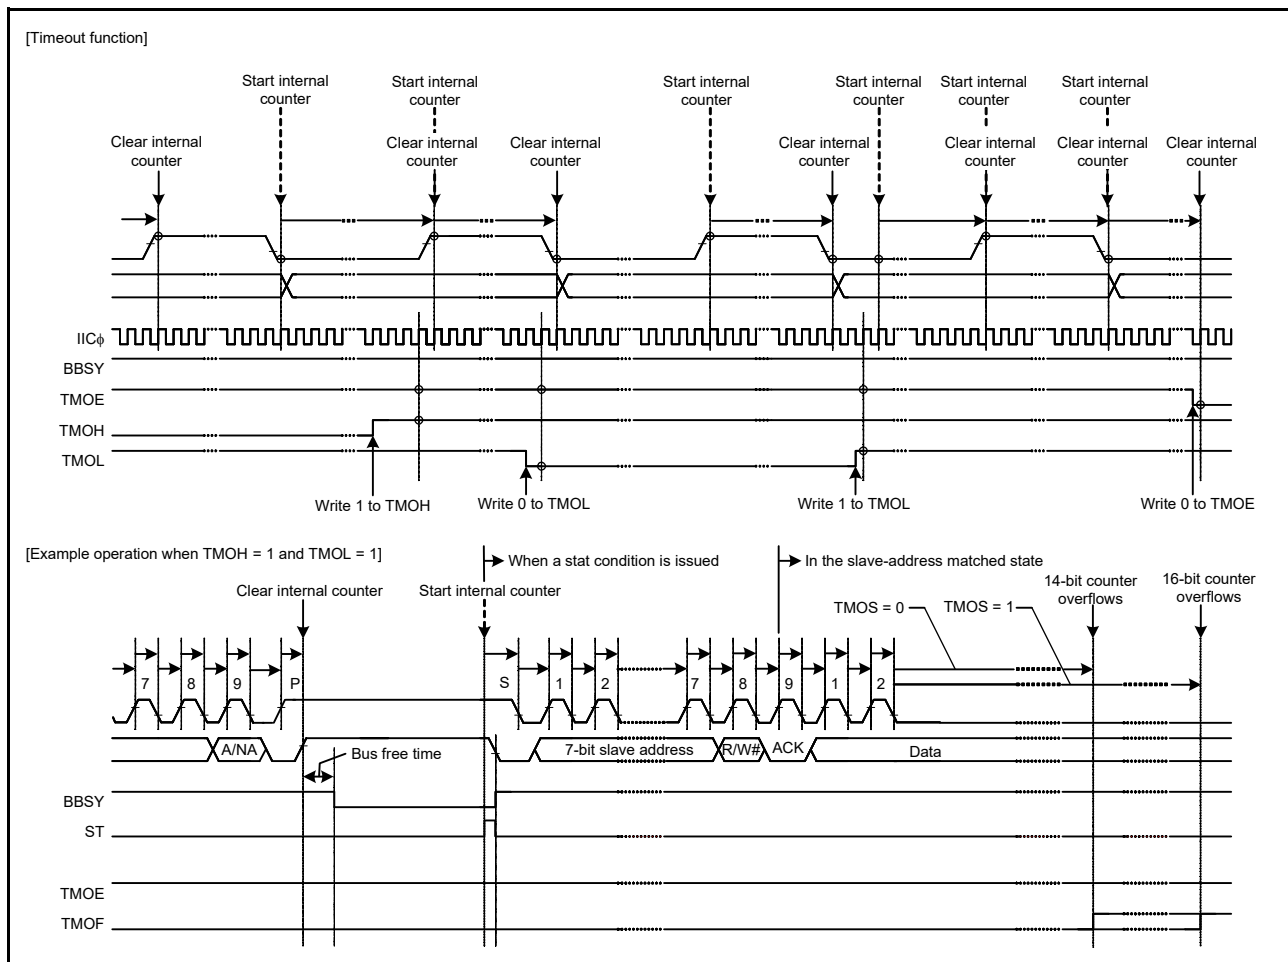 [Timeout function]
Start internal
counter
Start internal
counter
Start internal
counter
Start internal
counter
Start internal
counter
Start internal
counter
Clear internal
counter
Clear internal
counter
Clear internal
counter
Clear internal
counter
Clear internal
counter
Clear internal
counter
Clear internal
counter
IICϕ
BBSY
TMOE
TMOH
TMOL
Write 1 to TMOH
Write 0 to TMOL
Write 1 to TMOL
Write 0 to TMOE
[Example operation when TMOH = 1 and TMOL = 1]
When a stat condition is issued
In the slave-address matched state
Clear internal counter
Start internal counter
14-bit counter
overflows
16-bit counter
overflows
TMOS = 0
TMOS = 1
7 8 9 P S 1 2 7 8 9 1 2
A/NA
7-bit slave address
R/W#
ACK
Data
Bus free time
BBSY
ST
TMOE
TMOF